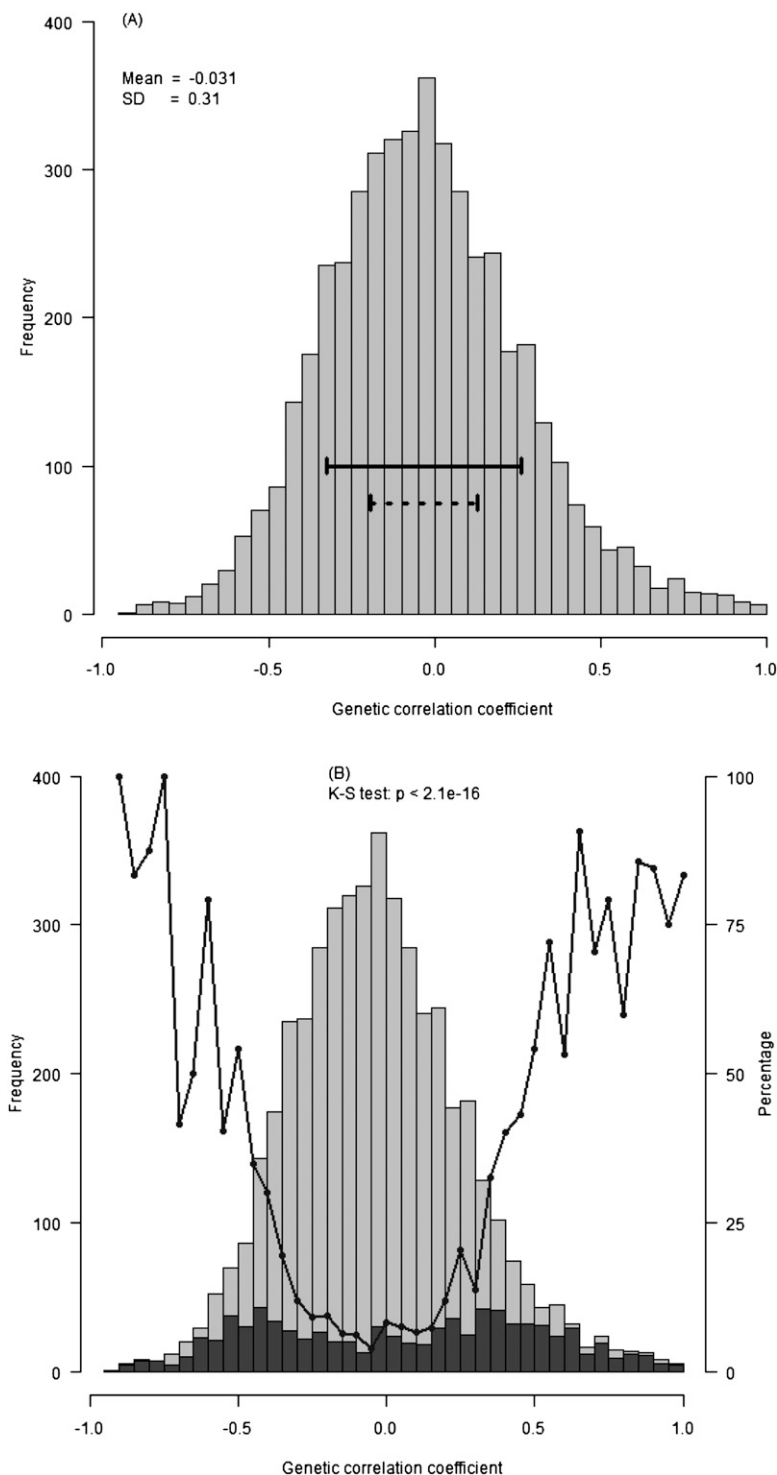 (A)
Mean = -0.031
SD = 0.31
400
300
200
100
0
Frequency
-1.0 -0.5 0.0 0.5 1.0
Genetic correlation coefficient
(B)
K-S test: p < 2.1e-16
400
300
200
100
0
Frequency
100
75
50
25
0
Percentage
-1.0 -0.5 0.0 0.5 1.0
Genetic correlation coefficient